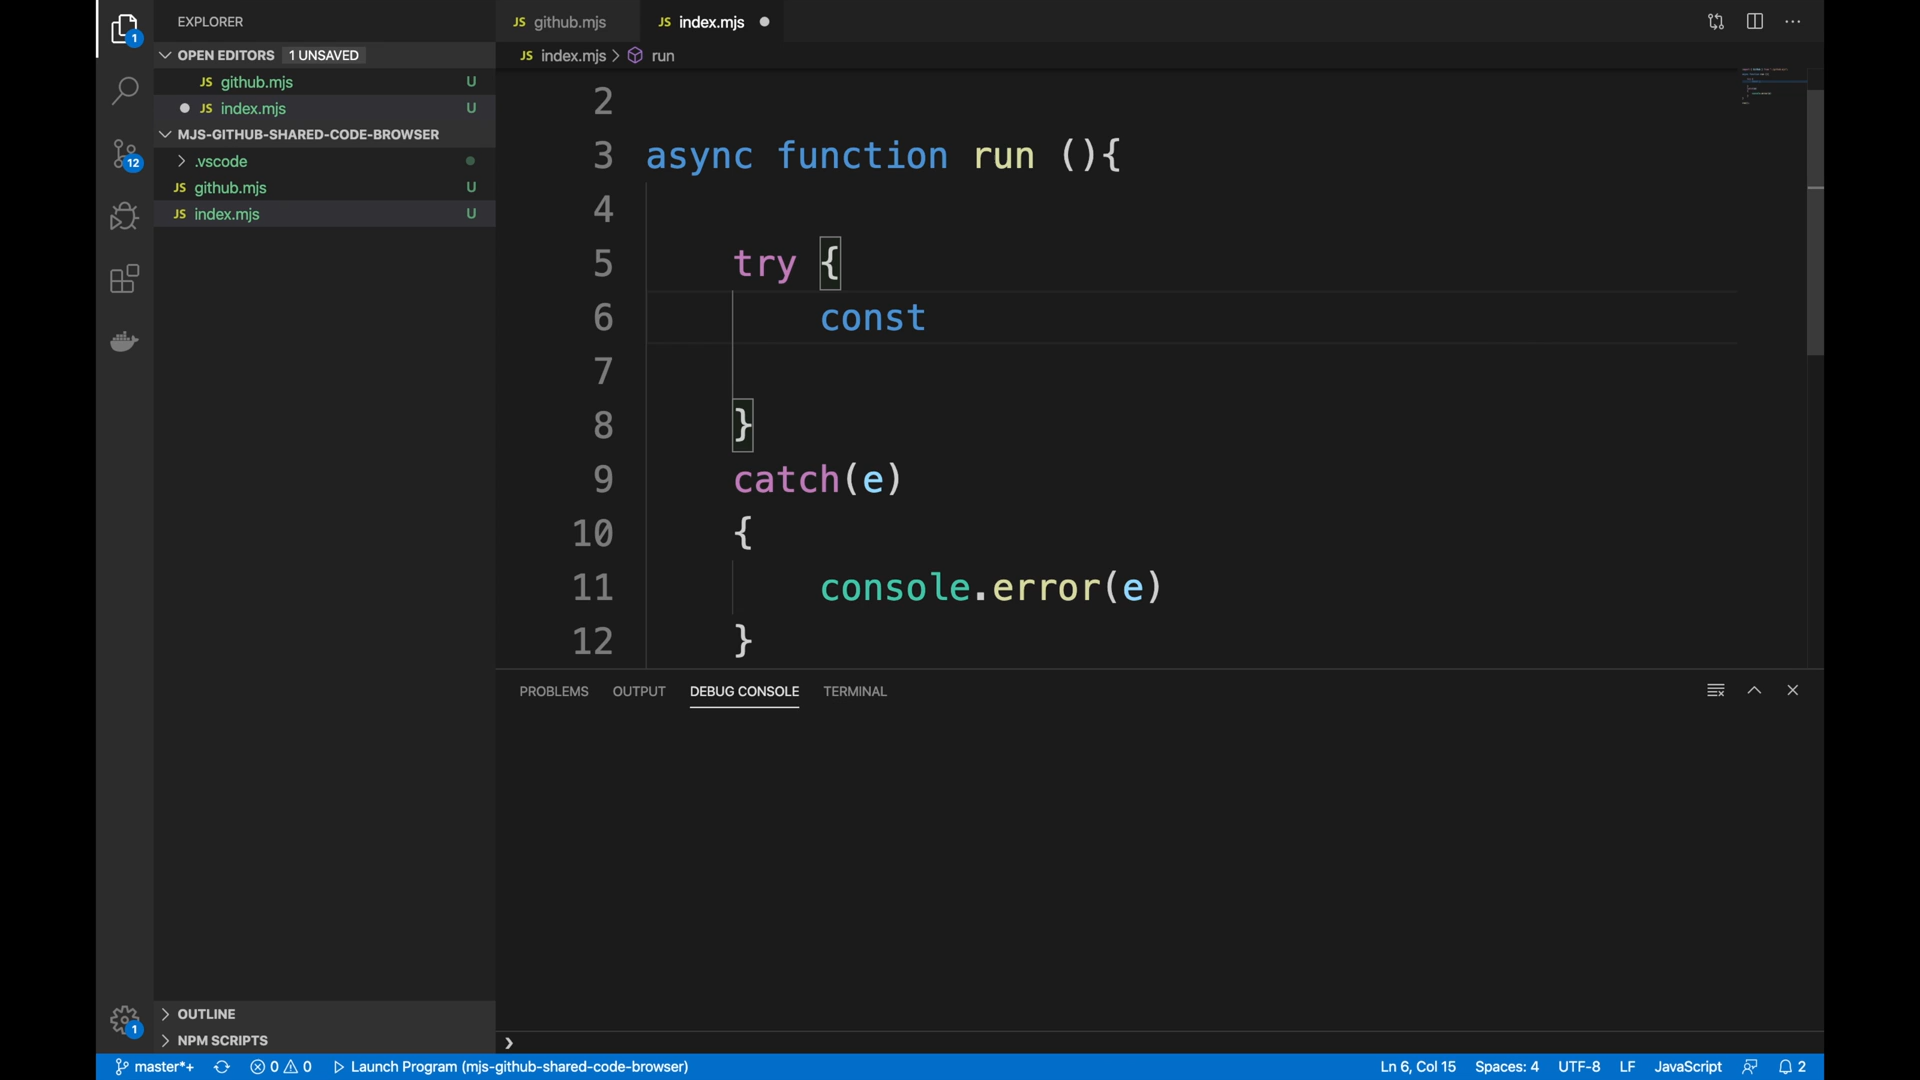 1
EXPLORER
OPEN EDITORS 1 UNSAVED
JS github.mjs U
JS index.mjs U
MJS-GITHUB-SHARED-CODE-BROWSER
.vscode
JS github.mjs U
JS index.mjs U
12
JS github.mjs
JS index.mjs
JS index.mjs > run
2
3 async function run (){
4
5 try {
6 const
7
8 }
9 catch(e)
10 {
11 console.error(e)
12 }
PROBLEMS OUTPUT DEBUG CONSOLE TERMINAL
1
OUTLINE
NPM SCRIPTS
master*+ 0 0 Launch Program (mjs-github-shared-code-browser) Ln 6, Col 15 Spaces: 4 UTF-8 LF JavaScript 2